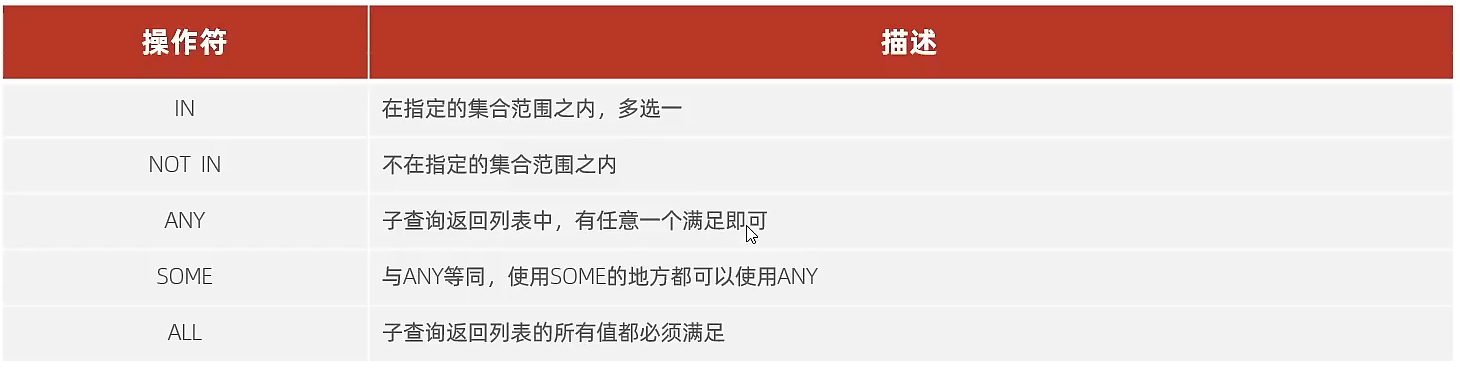 操作符 描述
IN 在指定的集合范围之内，多选一
NOT IN 不在指定的集合范围之内
ANY 子查询返回列表中，有任意一个满足即可
SOME 与ANY等同，使用SOME的地方都可以使用ANY
ALL 子查询返回列表的所有值都必须满足